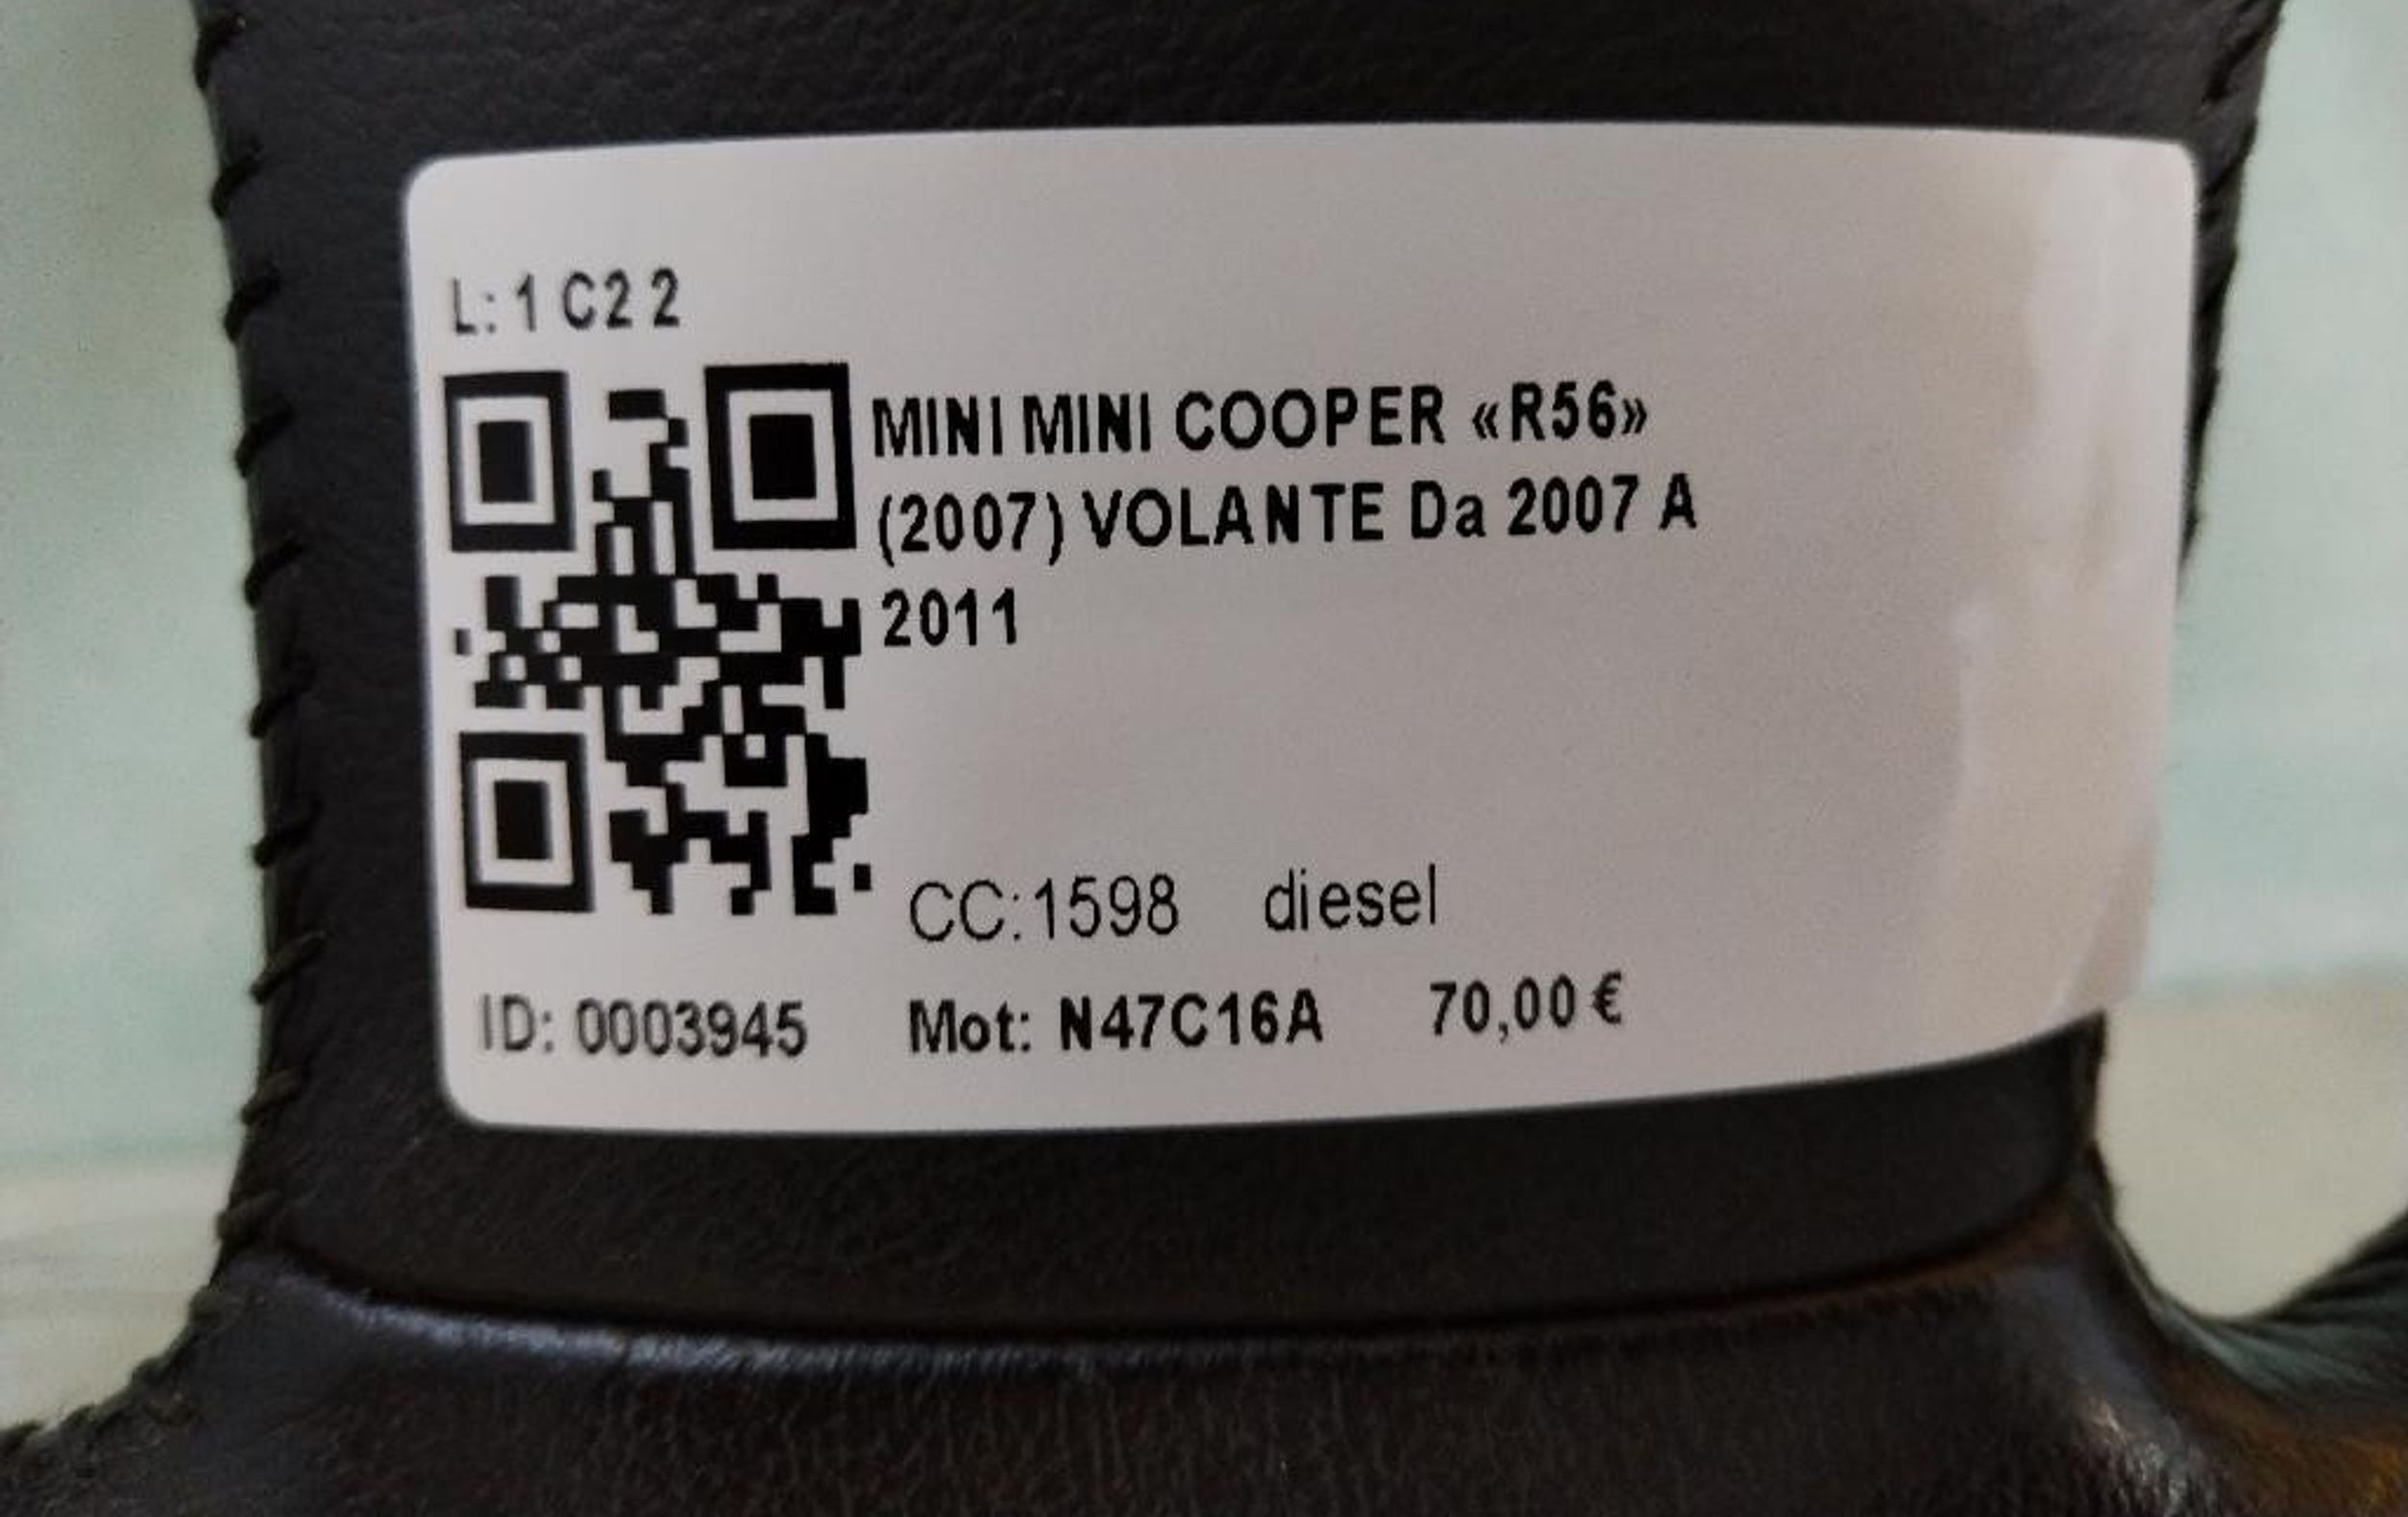 L: 1 C2 2
MINI MINI COOPER «R56»
(2007) VOLANTE Da 2007 A
2011
CC:1598 diesel
ID: 0003945 Mot: N47C16A 70,00 €